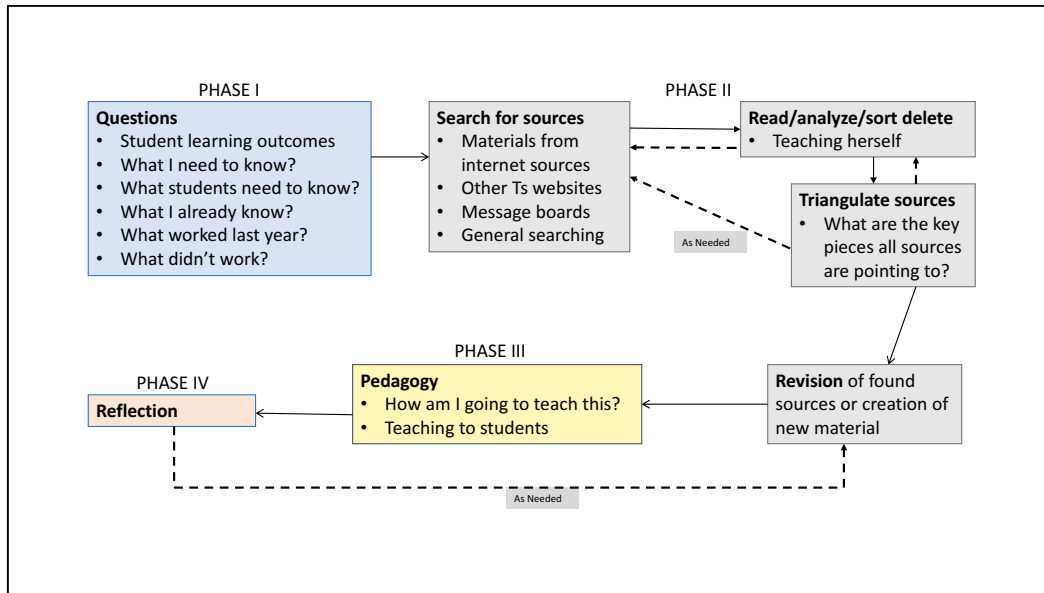 PHASE I
Questions
• Student learning outcomes
• What I need to know?
• What students need to know?
• What I already know?
• What worked last year?
• What didn't work?
PHASE II
Search for sources
• Materials from
internet sources
• Other Ts websites
• Message boards
• General searching
Read/analyze/sort delete
• Teaching herself
Triangulate sources
• What are the key
pieces all sources
are pointing to?
As Needed
Revision of found
sources or creation of
new material
PHASE III
Pedagogy
• How am I going to teach this?
• Teaching to students
PHASE IV
Reflection
As Needed